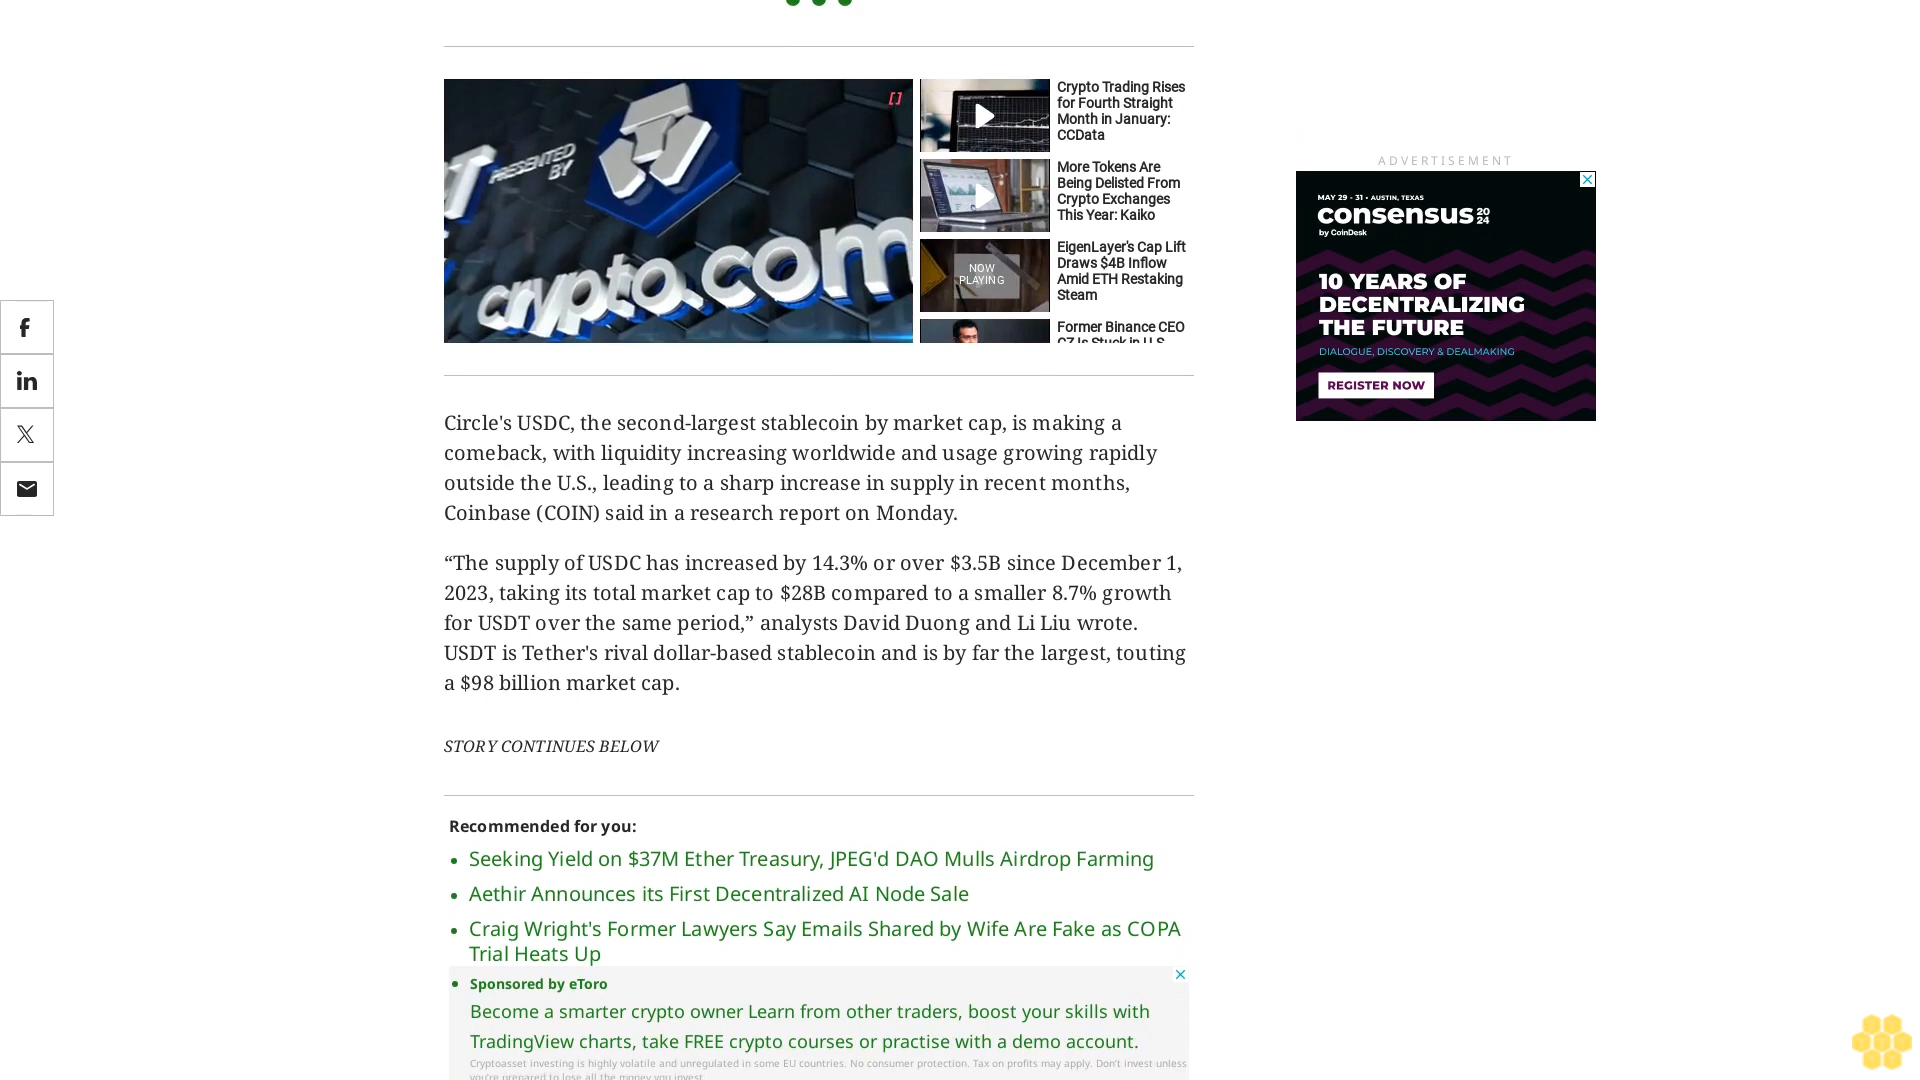 []
T PRESENTED
BY
crypto.com
Crypto Trading Rises
for Fourth Straight
Month in January:
CCData
More Tokens Are
Being Delisted From
Crypto Exchanges
This Year: Kaiko
NOW
PLAYING
EigenLayer's Cap Lift
Draws $4B Inflow
Amid ETH Restaking
Steam
Former Binance CEO
CZ Is Stuck in U.S.
ADVERTISEMENT
MAY 29 - 31 • AUSTIN, TEXAS
consensus 20
24
by CoinDesk
10 YEARS OF
DECENTRALIZING
THE FUTURE
DIALOGUE, DISCOVERY & DEALMAKING
REGISTER NOW
f
in
X
Circle's USDC, the second-largest stablecoin by market cap, is making a
comeback, with liquidity increasing worldwide and usage growing rapidly
outside the U.S., leading to a sharp increase in supply in recent months,
Coinbase (COIN) said in a research report on Monday.
“The supply of USDC has increased by 14.3% or over $3.5B since December 1,
2023, taking its total market cap to $28B compared to a smaller 8.7% growth
for USDT over the same period,” analysts David Duong and Li Liu wrote.
USDT is Tether's rival dollar-based stablecoin and is by far the largest, touting
a $98 billion market cap.
STORY CONTINUES BELOW
Recommended for you:
• Seeking Yield on $37M Ether Treasury, JPEG'd DAO Mulls Airdrop Farming
• Aethir Announces its First Decentralized AI Node Sale
• Craig Wright's Former Lawyers Say Emails Shared by Wife Are Fake as COPA
Trial Heats Up
• Sponsored by eToro
Become a smarter crypto owner Learn from other traders, boost your skills with
TradingView charts, take FREE crypto courses or practise with a demo account.
Cryptoasset investing is highly volatile and unregulated in some EU countries. No consumer protection. Tax on profits may apply. Don’t invest unless
you’re prepared to lose all the money you invest.